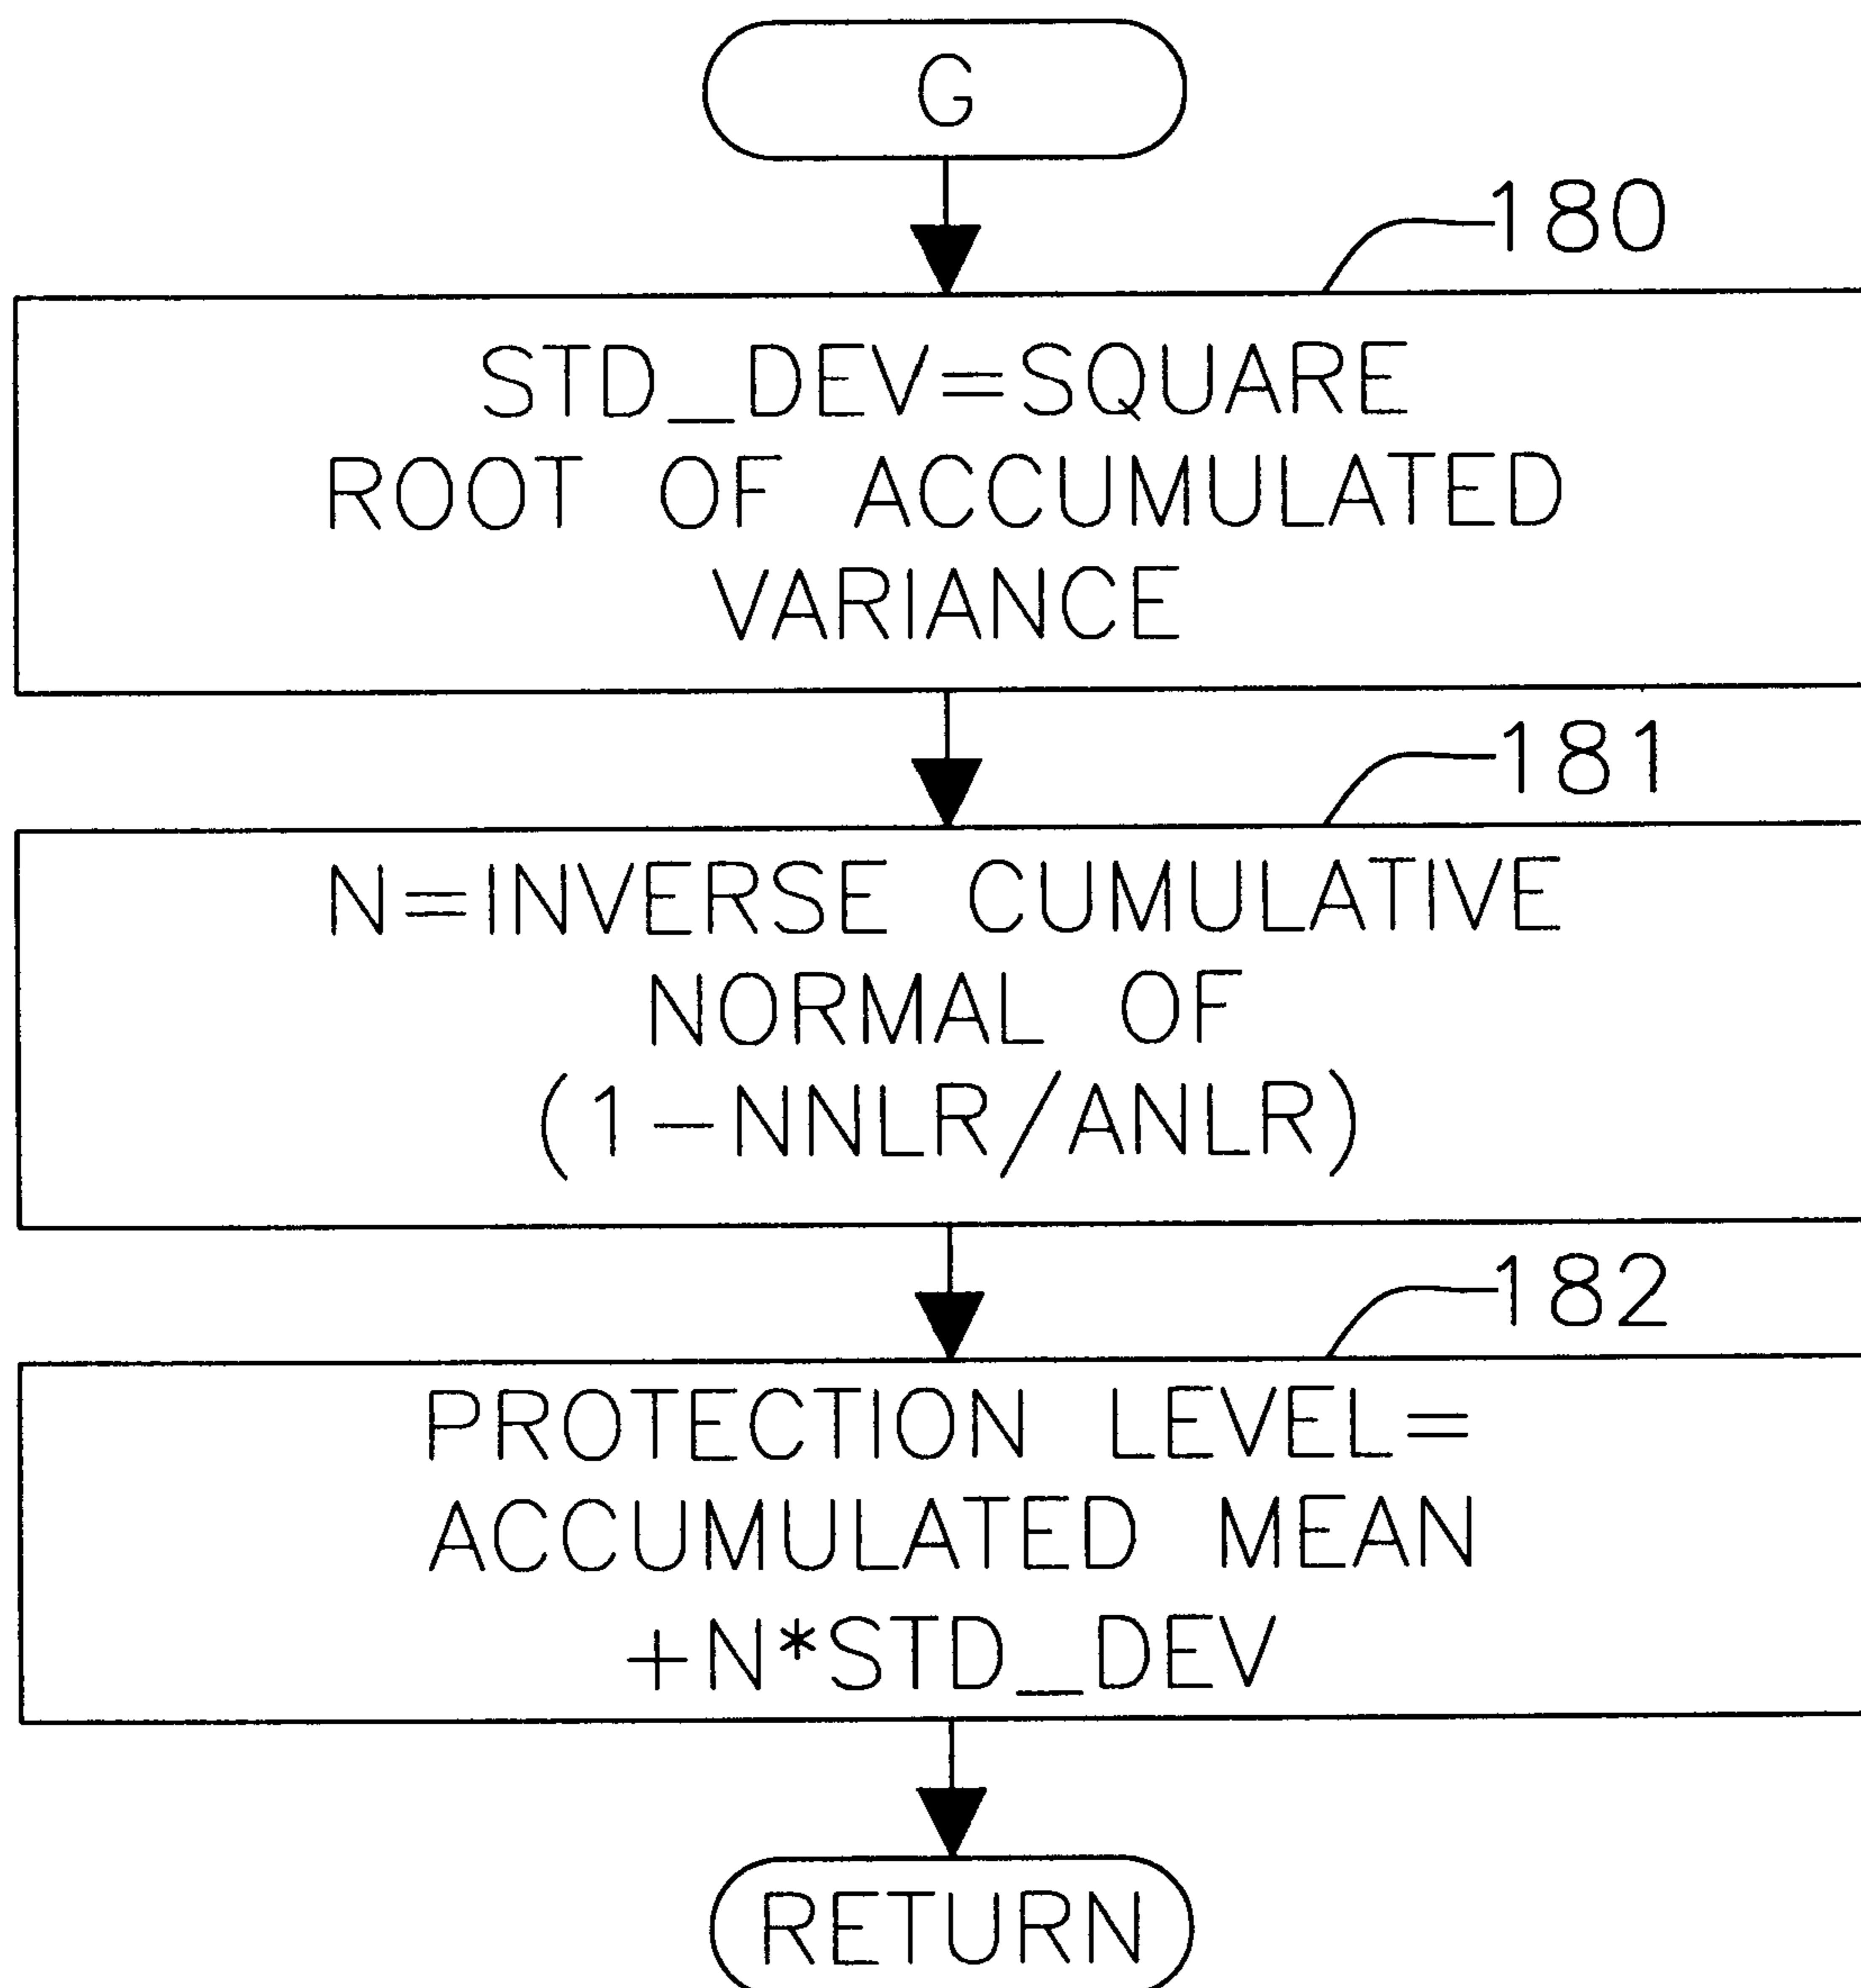 G
180
STD_DEV=SQUARE
ROOT OF ACCUMULATED
VARIANCE
181
N=INVERSE CUMULATIVE
NORMAL OF
(1-NNLR/ANLR)
182
PROTECTION LEVEL=
ACCUMULATED MEAN
+N*STD_DEV
RETURN